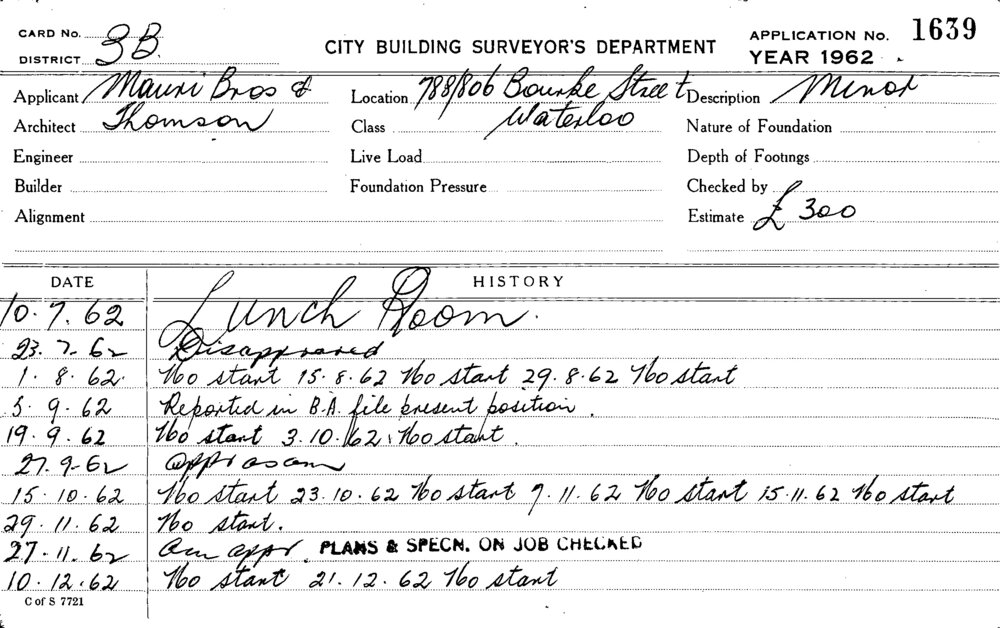 CARD No.
DISTRICT 3B.
CITY BUILDING SURVEYOR'S DEPARTMENT
APPLICATION No. 1639
YEAR 1962
Applicant Mauri Bros &
Location 788/806 Bourke Street
Description Minor
Architect Thomson
Class Waterloo
Nature of Foundation
Engineer
Live Load
Depth of Footings
Builder
Foundation Pressure
Checked by
Alignment
Estimate £ 300
DATE HISTORY
10.7.62 Lunch Room.
23.7.62 Disapproved
1.8.62. No start 15.8.62 No start 29.8.62 No start
5.9.62 Reported in B.A. file present position.
19.9.62 No start 3.10.62. No start.
27.9.62
15.10.62 No start 23.10.62 No start 7.11.62 No start 15.11.62 No start
29.11.62 No start.
27.11.62 Am appr. PLANS & SPECN. ON JOB CHECKED
10.12.62 No start 21.12.62 No start
C of S 7721